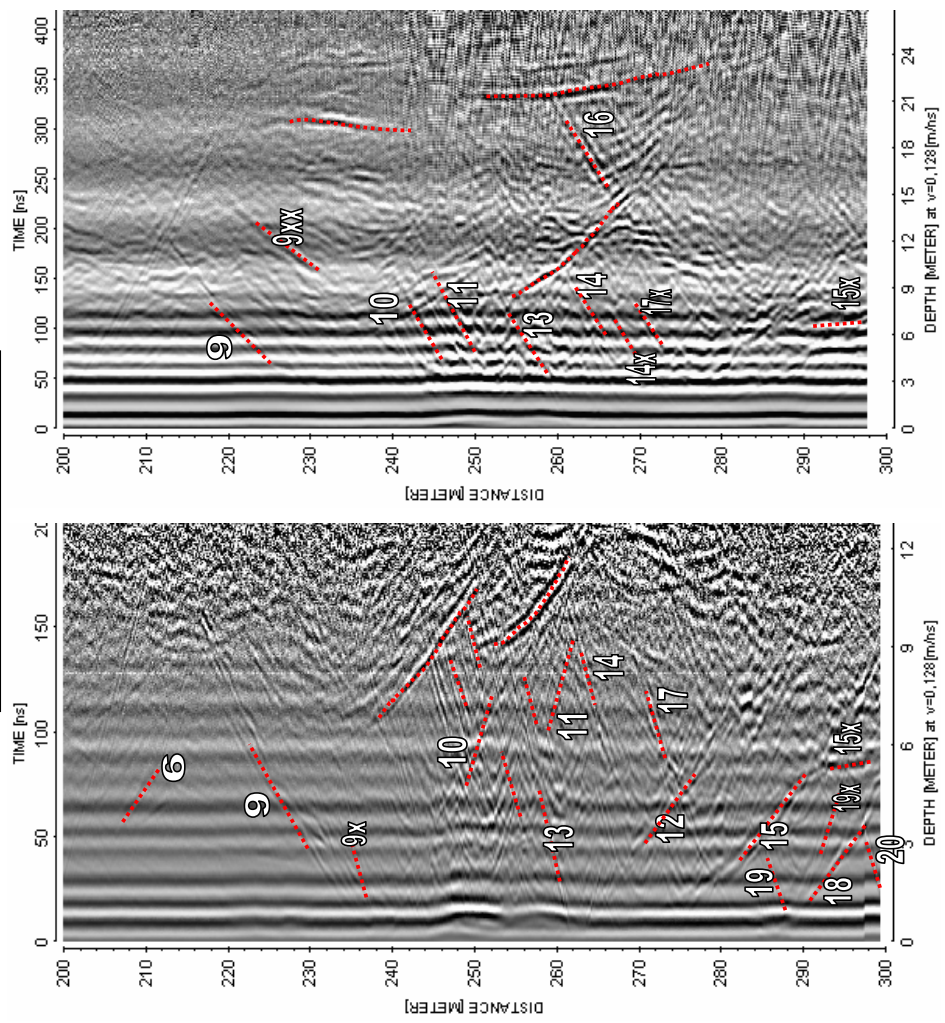 TIME [ns]
0 50 100 150 200 250 300 350 400
200 210 220 230 240 250 260 270 280 290 300
DISTANCE [METER]
0 3 6 9 12 15 18 21 24
DEPTH [METER] at v=0,128[m/ns]
9
9xx
10
11
13
14
14x
17x
16
15x
TIME [ns]
0 50 100 150 20
200 210 220 230 240 250 260 270 280 290 300
DISTANCE [METER]
0 3 6 9 12
DEPTH [METER] at v=0,128[m/ns]
6
9
9x
10
13
11
14
17
12
15
19
15x
19x
18
20